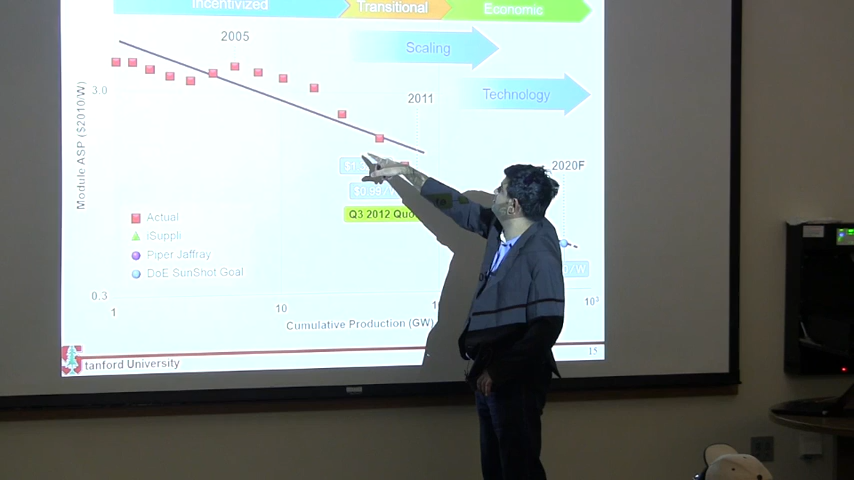 Incentivized
Transitional
Economic
2005
Scaling
3.0
2011
Technology
Module ASP ($2010/W)
2020F
Q3 2012
Actual
iSuppli
Piper Jaffray
DoE SunShot Goal
0.3
1
10
10³
Cumulative Production (GW)
tanford University
15